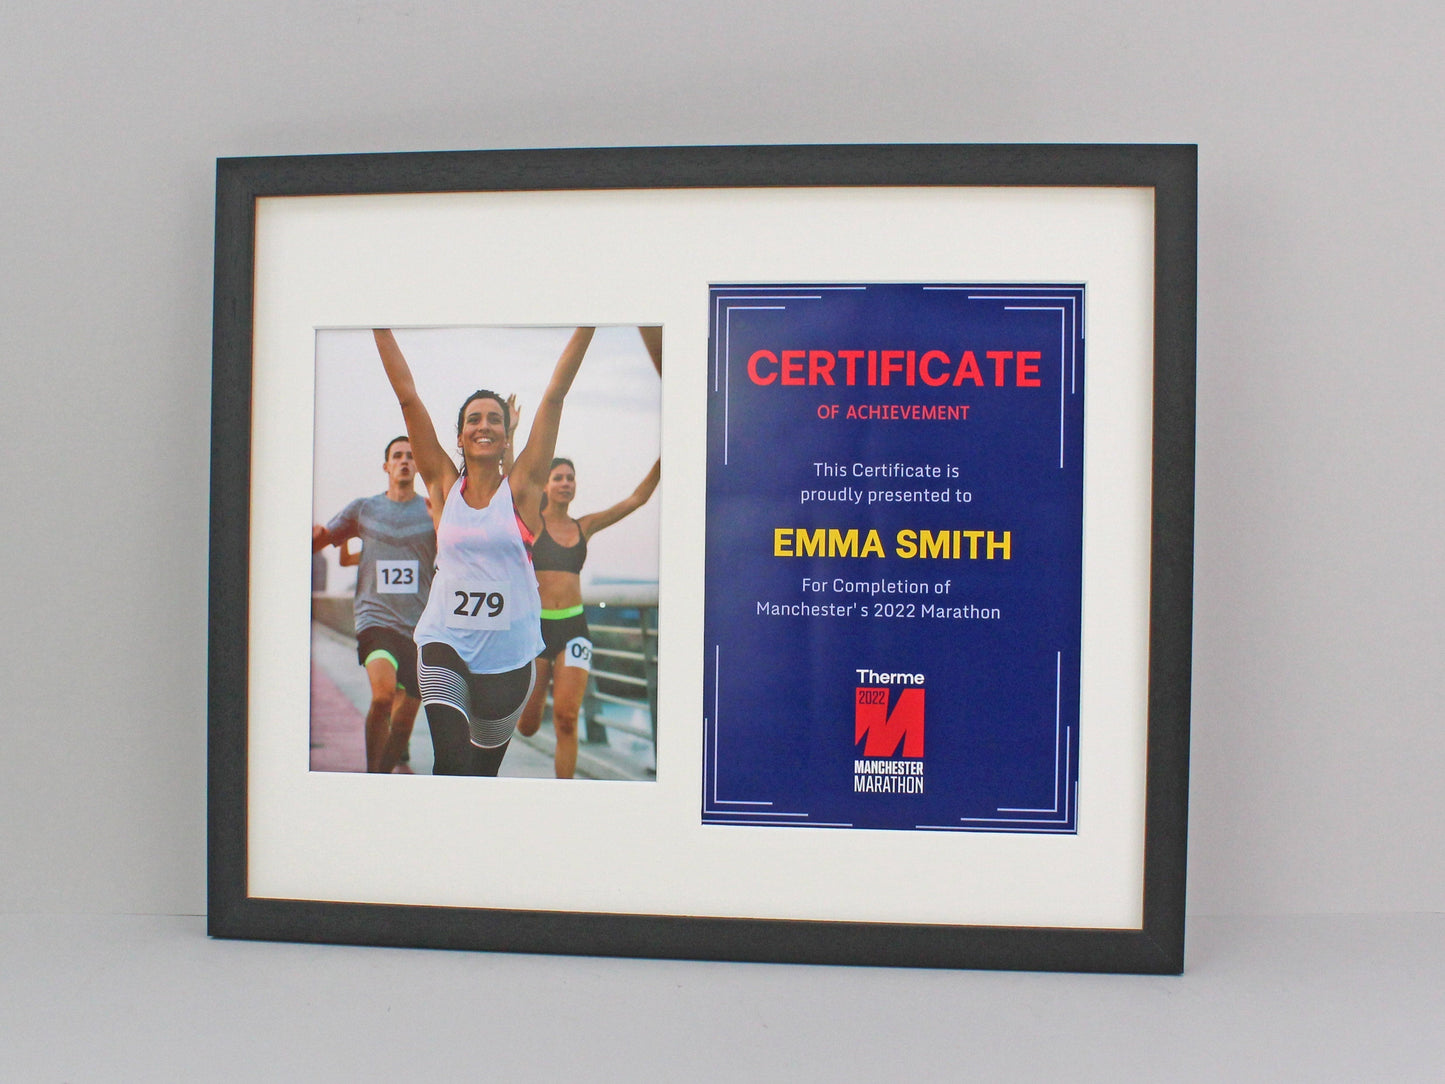 123
279
09
CERTIFICATE
OF ACHIEVEMENT
This Certificate is
proudly presented to
EMMA SMITH
For Completion of
Manchester's 2022 Marathon
Therme
2022
MANCHESTER
MARATHON